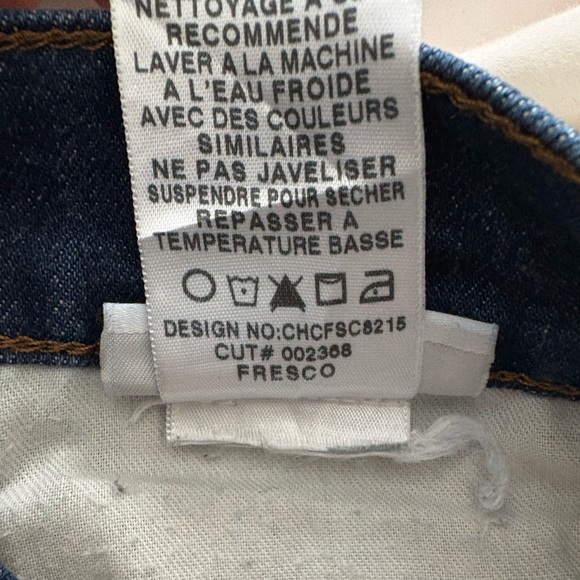 NETTOYAGE A
RECOMMENDE
LAVER A LA MACHINE
A L'EAU FROIDE
AVEC DES COULEURS
SIMILAIRES
NE PAS JAVELISER
SUSPENDRE POUR SECHER
REPASSER A
TEMPERATURE BASSE
DESIGN NO:CHCFSC8215
CUT# 002368
FRESCO